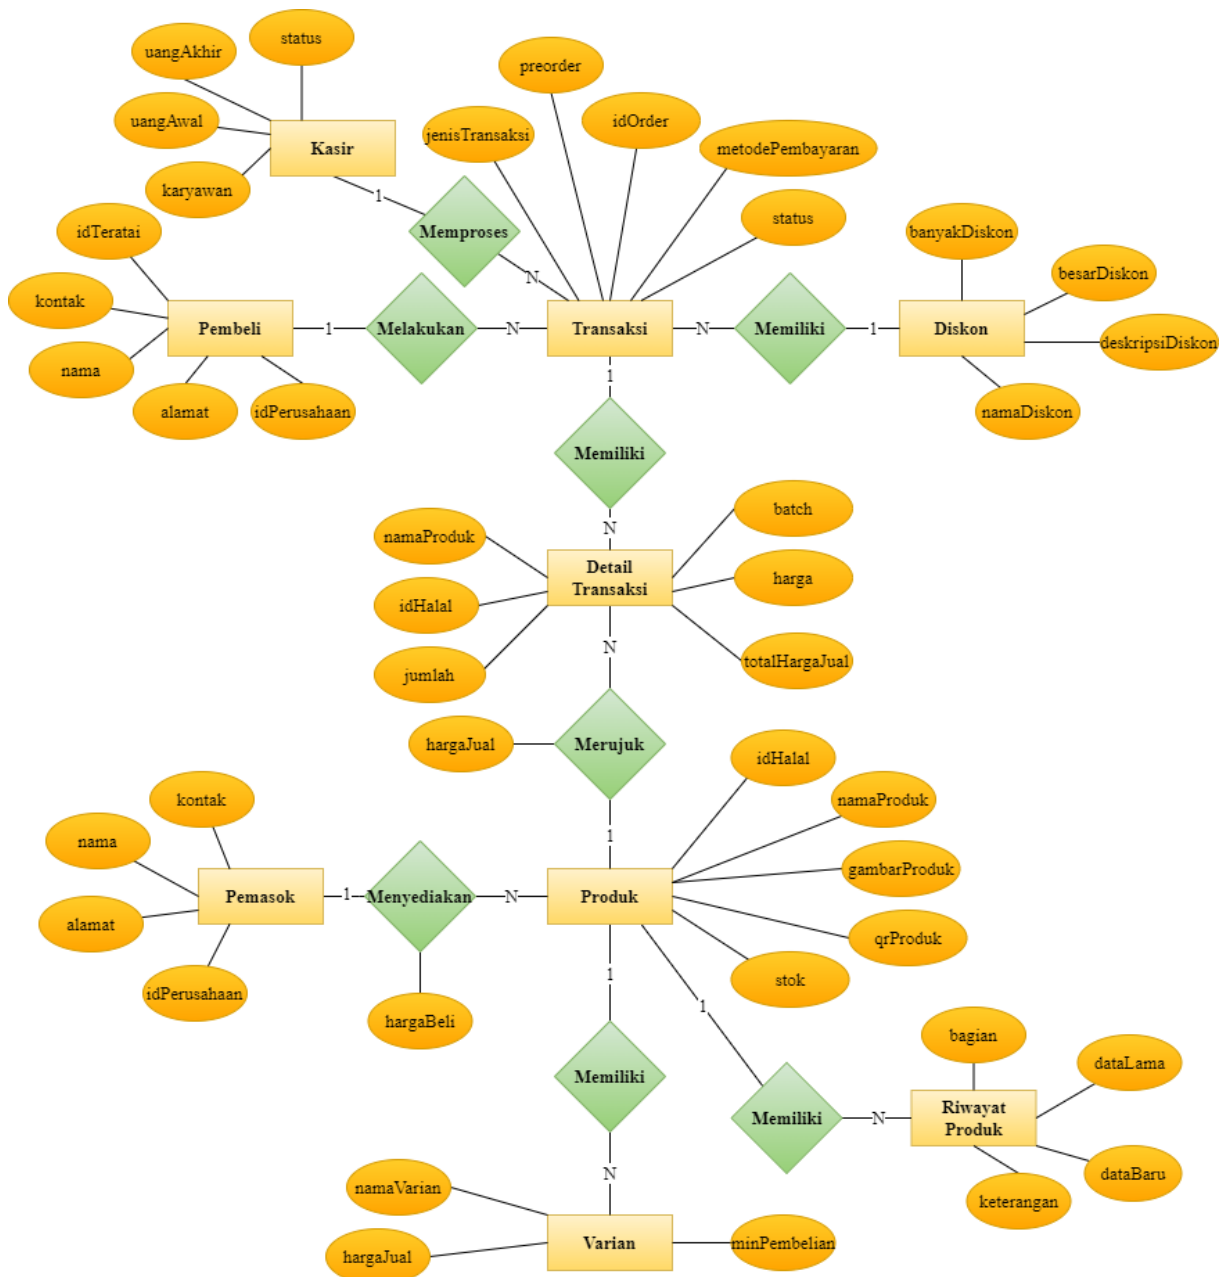 status
uangAkhir
preorder
uangAwal
idOrder
jenisTransaksi
Kasir
metodePembayaran
karyawan
1
Memproses
status
idTeratai
banyakDiskon
besarDiskon
N
kontak
Pembeli
1
Melakukan
N
Transaksi
N
Memiliki
1
Diskon
deskripsiDiskon
nama
1
alamat
idPerusahaan
namaDiskon
Memiliki
batch
N
namaProduk
Detail
Transaksi
harga
idHalal
N
jumlah
totalHargaJual
hargaJual
Merujuk
idHalal
kontak
namaProduk
1
nama
gambarProduk
Pemasok
1
Menyediakan
N
Produk
alamat
qrProduk
1
stok
idPerusahaan
1
hargaBeli
bagian
dataLama
Memiliki
Memiliki
N
Riwayat
Produk
N
dataBaru
namaVarian
keterangan
Varian
minPembelian
hargaJual